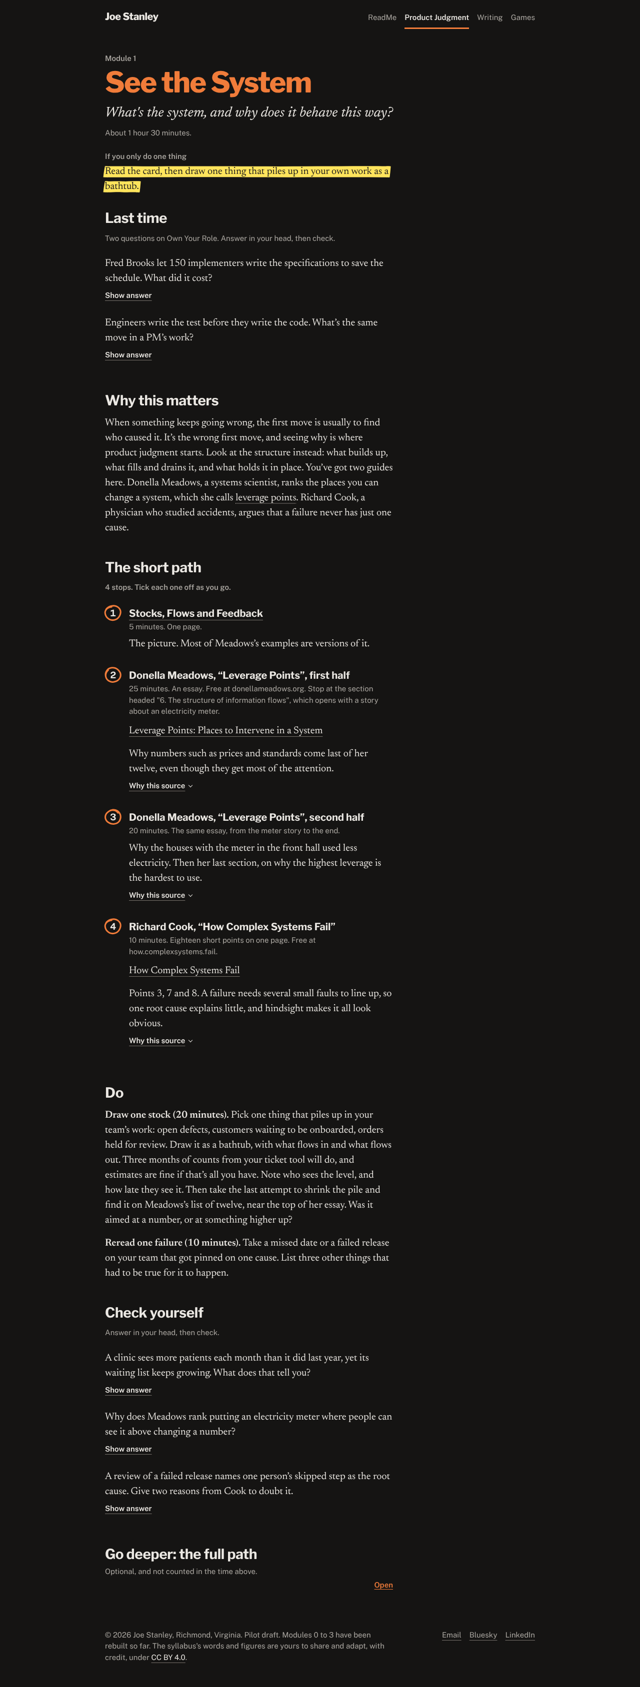 Joe Stanley
ReadMe Product Judgment Writing Games
Module 1
See the System
What's the system, and why does it behave this way?
About 1 hour 30 minutes.
If you only do one thing
Read the card, then draw one thing that piles up in your own work as a
bathtub.
Last time
Two questions on Own Your Role. Answer in your head, then check.
Fred Brooks let 150 implementers write the specifications to save the
schedule. What did it cost?
Show answer
Engineers write the test before they write the code. What's the same
move in a PM's work?
Show answer
Why this matters
When something keeps going wrong, the first move is usually to find
who caused it. It's the wrong first move, and seeing why is where
product judgment starts. Look at the structure instead: what builds up,
what fills and drains it, and what holds it in place. You've got two guides
here. Donella Meadows, a systems scientist, ranks the places you can
change a system, which she calls leverage points. Richard Cook, a
physician who studied accidents, argues that a failure never has just one
cause.
The short path
4 stops. Tick each one off as you go.
1 Stocks, Flows and Feedback
5 minutes. One page.
The picture. Most of Meadows's examples are versions of it.
2 Donella Meadows, “Leverage Points”, first half
25 minutes. An essay. Free at donellameadows.org. Stop at the section
headed "6. The structure of information flows", which opens with a story
about an electricity meter.
Leverage Points: Places to Intervene in a System
Why numbers such as prices and standards come last of her
twelve, even though they get most of the attention.
Why this source
3 Donella Meadows, “Leverage Points”, second half
20 minutes. The same essay, from the meter story to the end.
Why the houses with the meter in the front hall used less
electricity. Then her last section, on why the highest leverage is
the hardest to use.
Why this source
4 Richard Cook, “How Complex Systems Fail”
10 minutes. Eighteen short points on one page. Free at
how.complexsystems.fail.
How Complex Systems Fail
Points 3, 7 and 8. A failure needs several small faults to line up, so
one root cause explains little, and hindsight makes it all look
obvious.
Why this source
Do
Draw one stock (20 minutes). Pick one thing that piles up in your
team's work: open defects, customers waiting to be onboarded, orders
held for review. Draw it as a bathtub, with what flows in and what flows
out. Three months of counts from your ticket tool will do, and
estimates are fine if that's all you have. Note who sees the level, and
how late they see it. Then take the last attempt to shrink the pile and
find it on Meadows's list of twelve, near the top of her essay. Was it
aimed at a number, or at something higher up?
Reread one failure (10 minutes). Take a missed date or a failed release
on your team that got pinned on one cause. List three other things that
had to be true for it to happen.
Check yourself
Answer in your head, then check.
A clinic sees more patients each month than it did last year, yet its
waiting list keeps growing. What does that tell you?
Show answer
Why does Meadows rank putting an electricity meter where people can
see it above changing a number?
Show answer
A review of a failed release names one person's skipped step as the root
cause. Give two reasons from Cook to doubt it.
Show answer
Go deeper: the full path
Optional, and not counted in the time above.
Open
© 2026 Joe Stanley, Richmond, Virginia. Pilot draft. Modules 0 to 3 have been
rebuilt so far. The syllabus's words and figures are yours to share and adapt, with
credit, under CC BY 4.0.
Email Bluesky LinkedIn